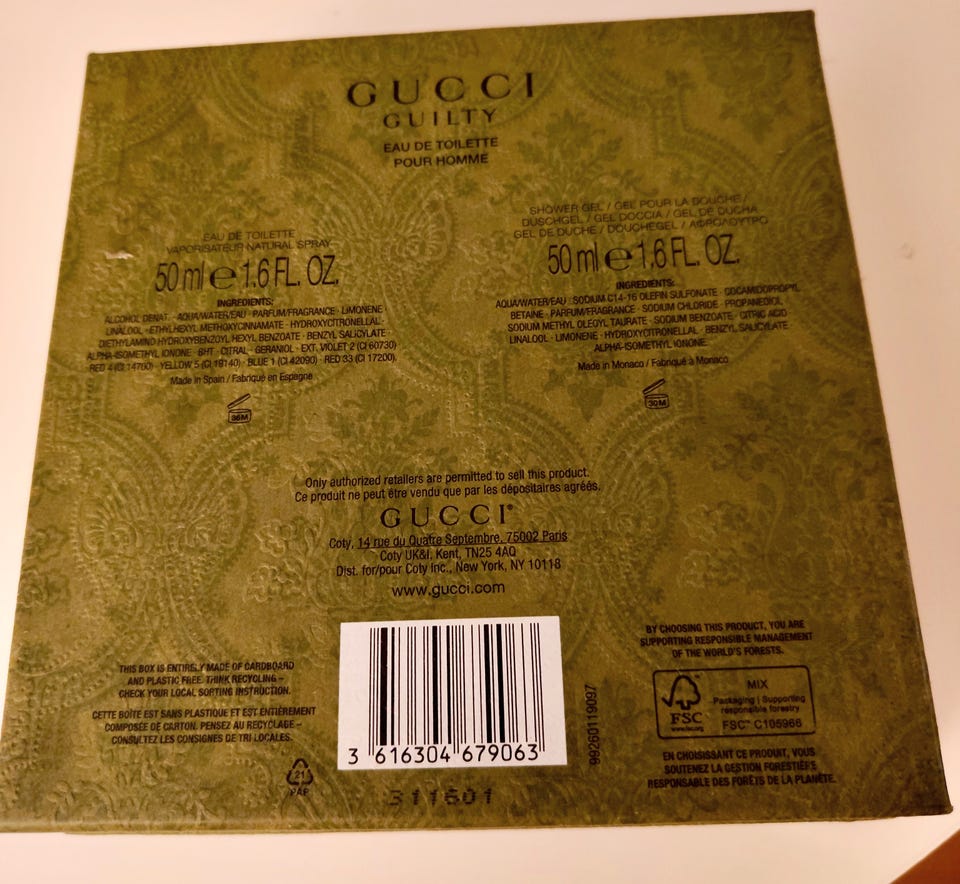 GUCCI
GUILTY
EAU DE TOILETTE
POUR HOMME
EAU DE TOILETTE
VAPORISATEUR NATURAL SPRAY
50 ml e 1.6 FL. OZ.
INGREDIENTS:
ALCOHOL DENAT. · AQUA/WATER/EAU · PARFUM/FRAGRANCE · LIMONENE
LINALOOL · ETHYLHEXYL METHOXYCINNAMATE · HYDROXYCITRONELLAL ·
DIETHYLAMINO HYDROXYBENZOYL HEXYL BENZOATE · BENZYL SALICYLATE ·
ALPHA-ISOMETHYL IONONE · BHT · CITRAL · GERANIOL · EXT. VIOLET 2 (CI 60730)
RED 4 (CI 14700) · YELLOW 5 (CI 19140) · BLUE 1 (CI 42090) · RED 33 (CI 17200).
Made in Spain / Fabriqué en Espagne
36M
SHOWER GEL / GEL POUR LA DOUCHE /
DUSCHGEL / GEL DOCCIA / GEL DE DUCHA
GEL DE DUCHE / DOUCHEGEL / ΑΦΡΟΛΟΥΤΡΟ
50 ml e 1.6 FL. OZ.
INGREDIENTS:
AQUA/WATER/EAU · SODIUM C14-16 OLEFIN SULFONATE · COCAMIDOPROPYL
BETAINE · PARFUM/FRAGRANCE · SODIUM CHLORIDE · PROPANEDIOL
SODIUM METHYL OLEOYL TAURATE · SODIUM BENZOATE · CITRIC ACID
LINALOOL · LIMONENE · HYDROXYCITRONELLAL · BENZYL SALICYLATE
ALPHA-ISOMETHYL IONONE.
Made in Monaco / Fabriqué à Monaco
30M
Only authorized retailers are permitted to sell this product.
Ce produit ne peut être vendu que par les dépositaires agréés.
GUCCI®
Coty, 14 rue du Quatre Septembre, 75002 Paris
Coty UK&I, Kent, TN25 4AQ
Dist. for/pour Coty Inc., New York, NY 10118
www.gucci.com
THIS BOX IS ENTIRELY MADE OF CARDBOARD
AND PLASTIC FREE. THINK RECYCLING –
CHECK YOUR LOCAL SORTING INSTRUCTION.
CETTE BOÎTE EST SANS PLASTIQUE ET EST ENTIÈREMENT
COMPOSÉE DE CARTON. PENSEZ AU RECYCLAGE –
CONSULTEZ LES CONSIGNES DE TRI LOCALES.
21
PAP
3 616304 679063
311601
99260119097
BY CHOOSING THIS PRODUCT, YOU ARE
SUPPORTING RESPONSIBLE MANAGEMENT
OF THE WORLD'S FORESTS.
FSC
www.fsc.org
MIX
Packaging | Supporting
responsible forestry
FSC™ C105966
EN CHOISISSANT CE PRODUIT, VOUS
SOUTENEZ LA GESTION FORESTIÈRE
RESPONSABLE DES FORÊTS DE LA PLANÈTE.